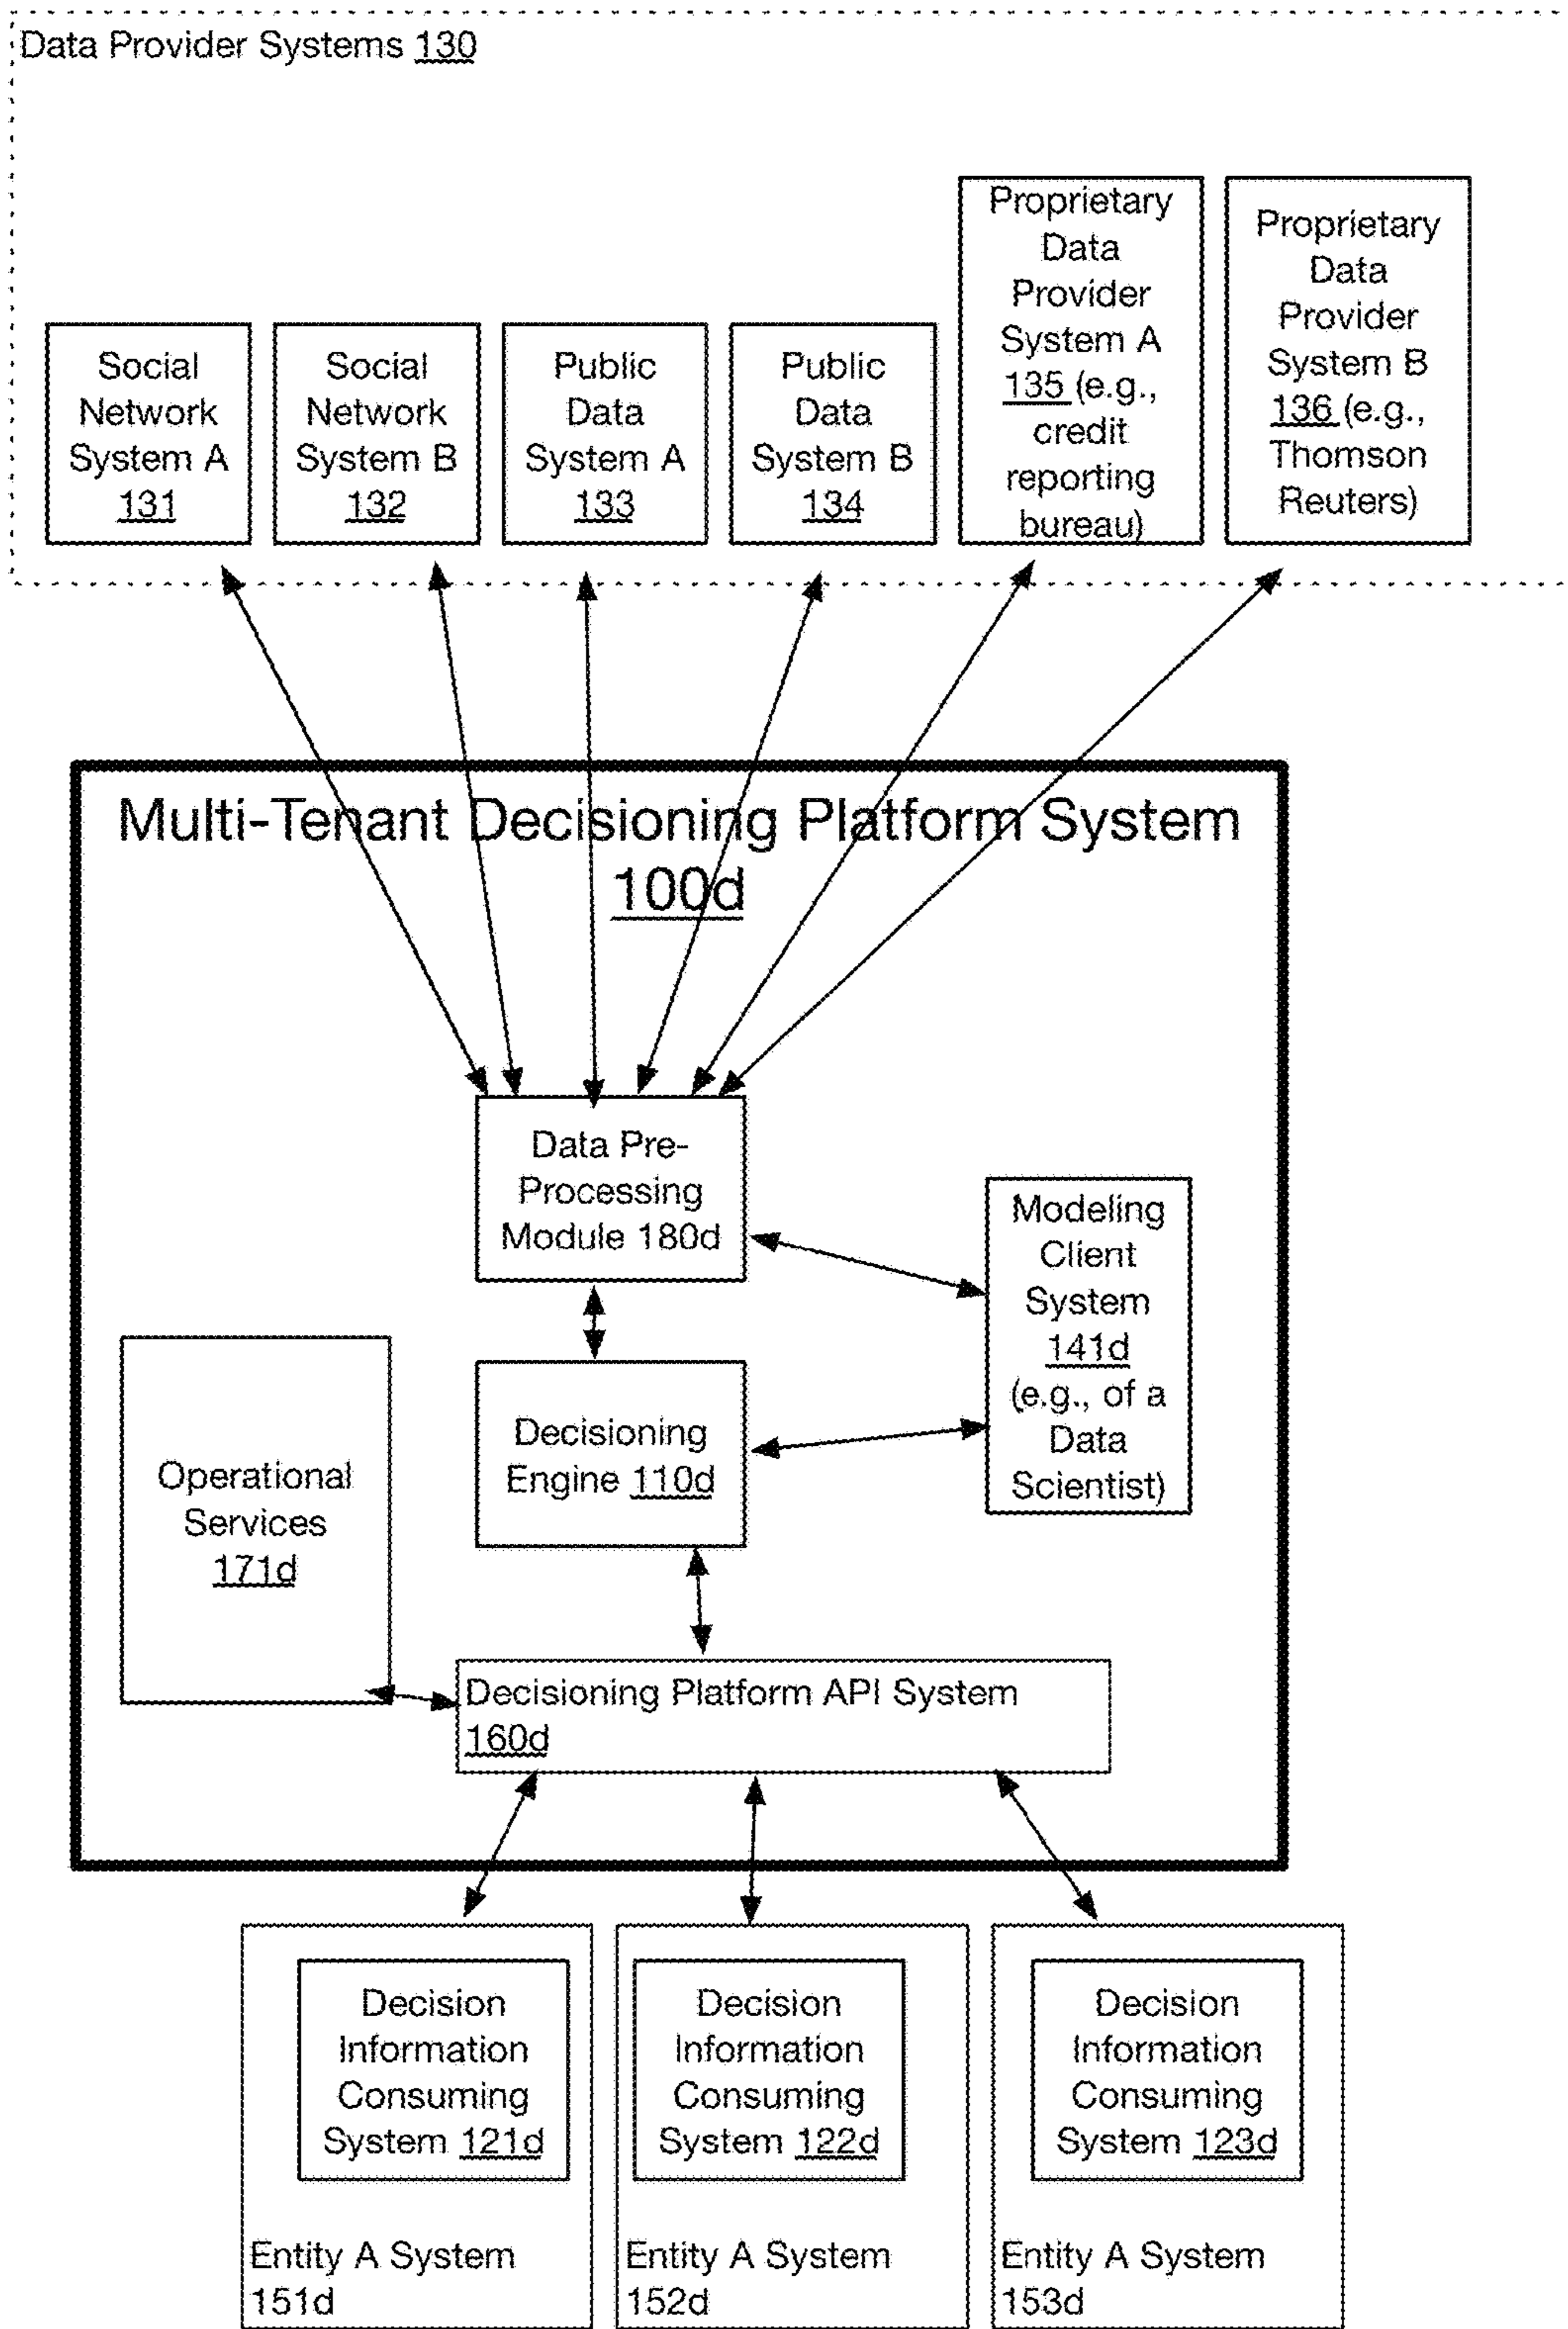 Data Provider Systems 130
Social
Network
System A
131
Social
Network
System B
132
Public
Data
System A
133
Public
Data
System B
134
Proprietary
Data
Provider
System A
135 (e.g.,
credit
reporting
bureau)
Proprietary
Data
Provider
System B
136 (e.g.,
Thomson
Reuters)
Multi-Tenant Decisioning Platform System
100d
Data Pre-
Processing
Module 180d
Modeling
Client
System
141d
(e.g., of a
Data
Scientist)
Operational
Services
171d
Decisioning
Engine 110d
Decisioning Platform API System
160d
Decision
Information
Consuming
System 121d
Entity A System
151d
Decision
Information
Consuming
System 122d
Entity A System
152d
Decision
Information
Consuming
System 123d
Entity A System
153d